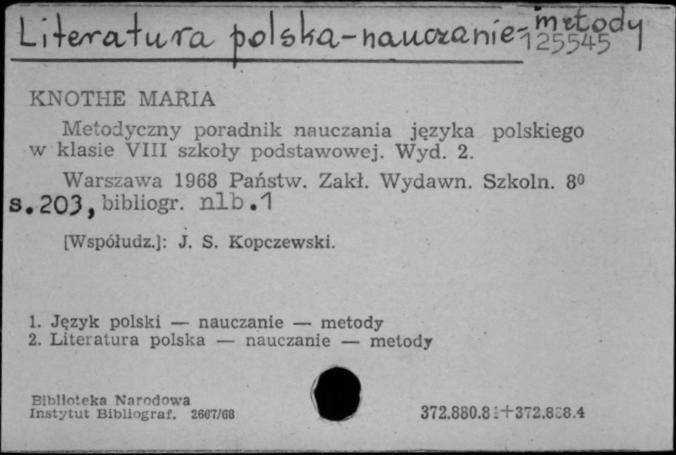 Literatura polska-nauczanie-metody
125545
KNOTHE MARIA
Metodyczny poradnik nauczania języka polskiego
w klasie VIII szkoły podstawowej. Wyd. 2.
Warszawa 1968 Państw. Zakł. Wydawn. Szkoln. 8⁰
s. 203, bibliogr. nlb. 1
[Współudz.]: J. S. Kopczewski.
1. Język polski — nauczanie — metody
2. Literatura polska — nauczanie — metody
Biblioteka Narodowa
Instytut Bibliograf. 2667/68